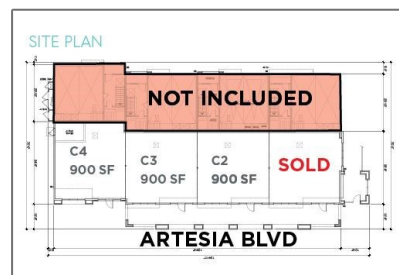 SITE PLAN
NOT INCLUDED
C4
900 SF
C3
900 SF
C2
900 SF
SOLD
ARTESIA BLVD